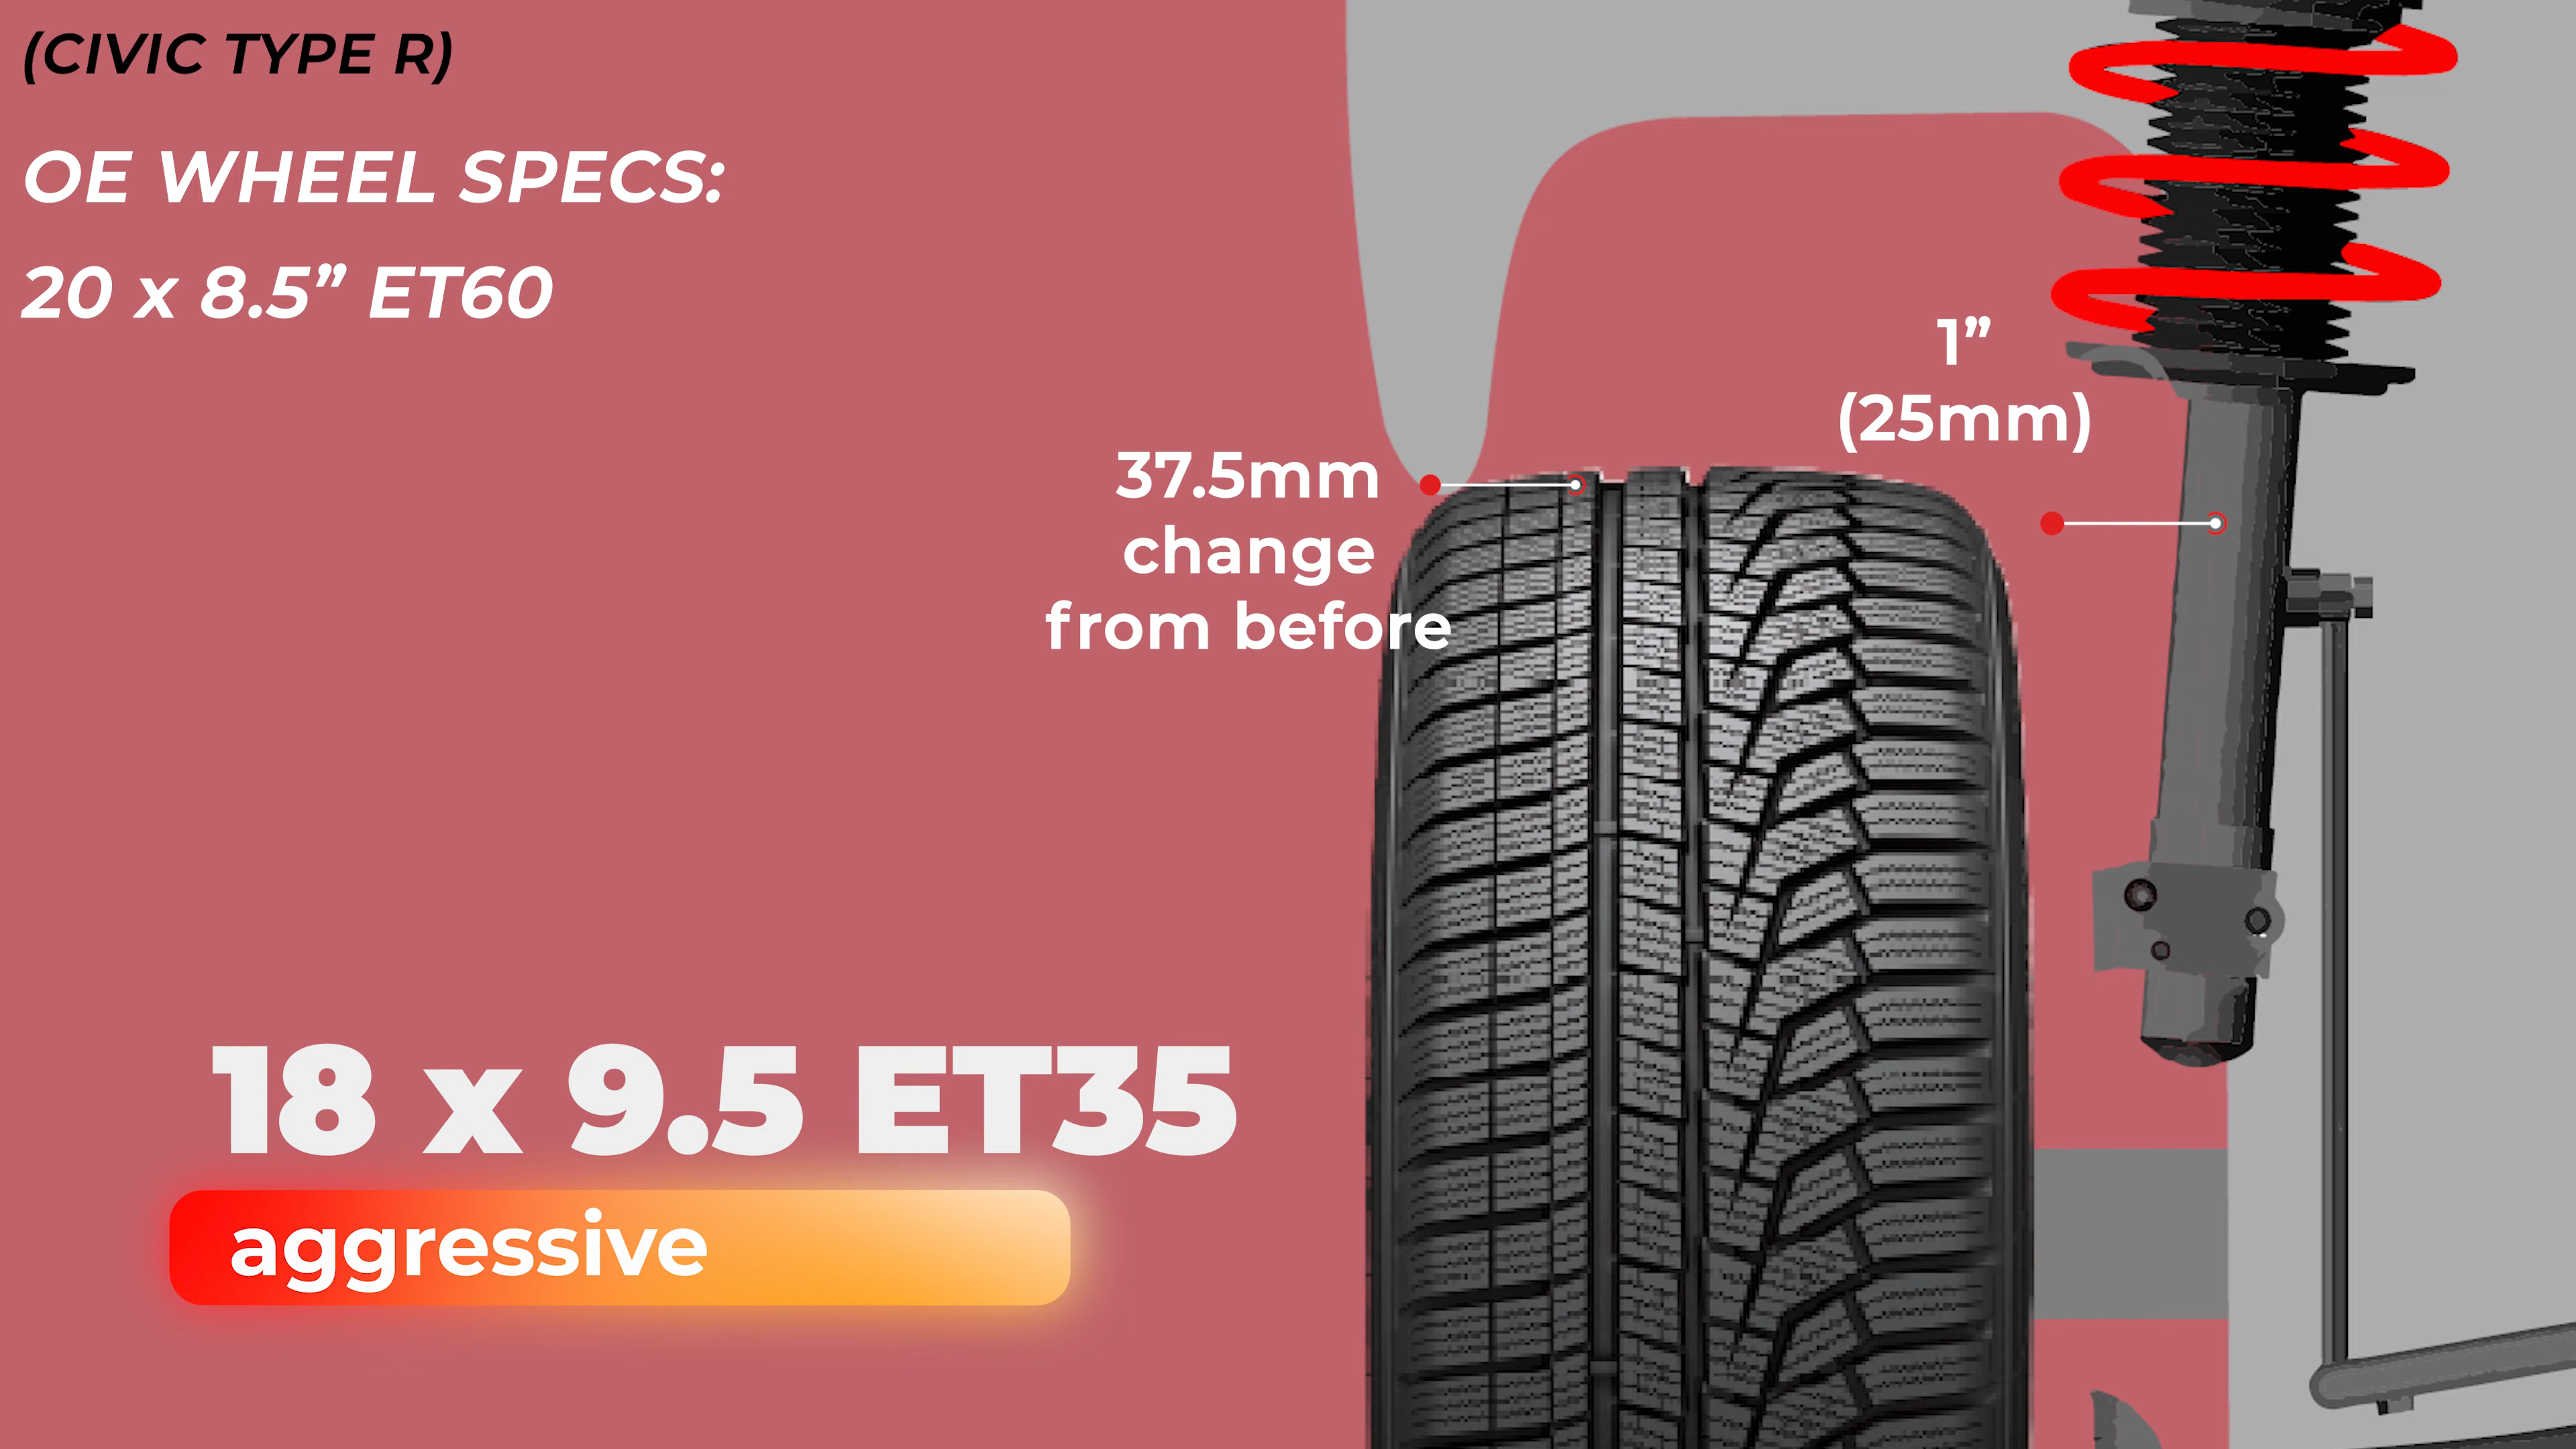 (CIVIC TYPE R)
OE WHEEL SPECS:
20 x 8.5” ET60
1”
(25mm)
37.5mm
change
from before
18 x 9.5 ET35
aggressive